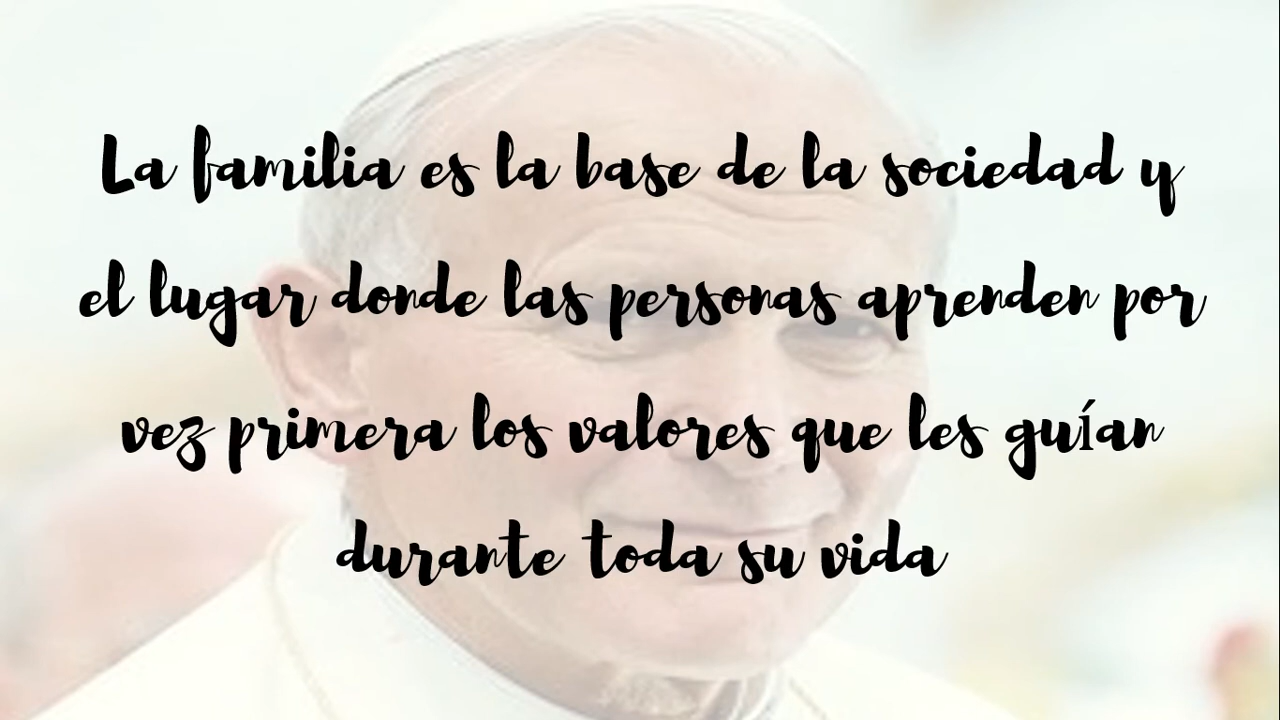 La familia es la base de la sociedad y
el lugar donde las personas aprenden por
vez primera los valores que les guían
durante toda su vida